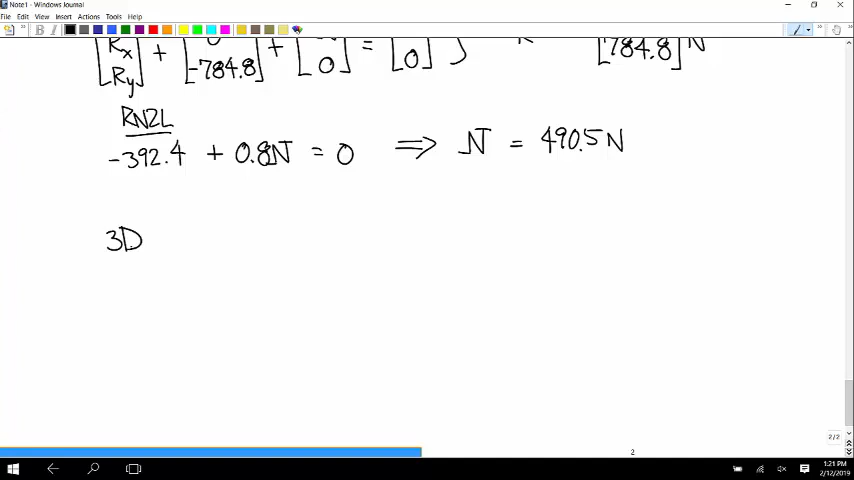 Note1 - Windows Journal
File Edit View Insert Actions Tools Help
B I
[Rx Ry] + [0 -784.8] + [0] = [0] } R [784.8] N
RN2L
-392.4 + 0.8N = 0 ⟹ N = 490.5 N
3D
2/2
2
1:21 PM
2/12/2019